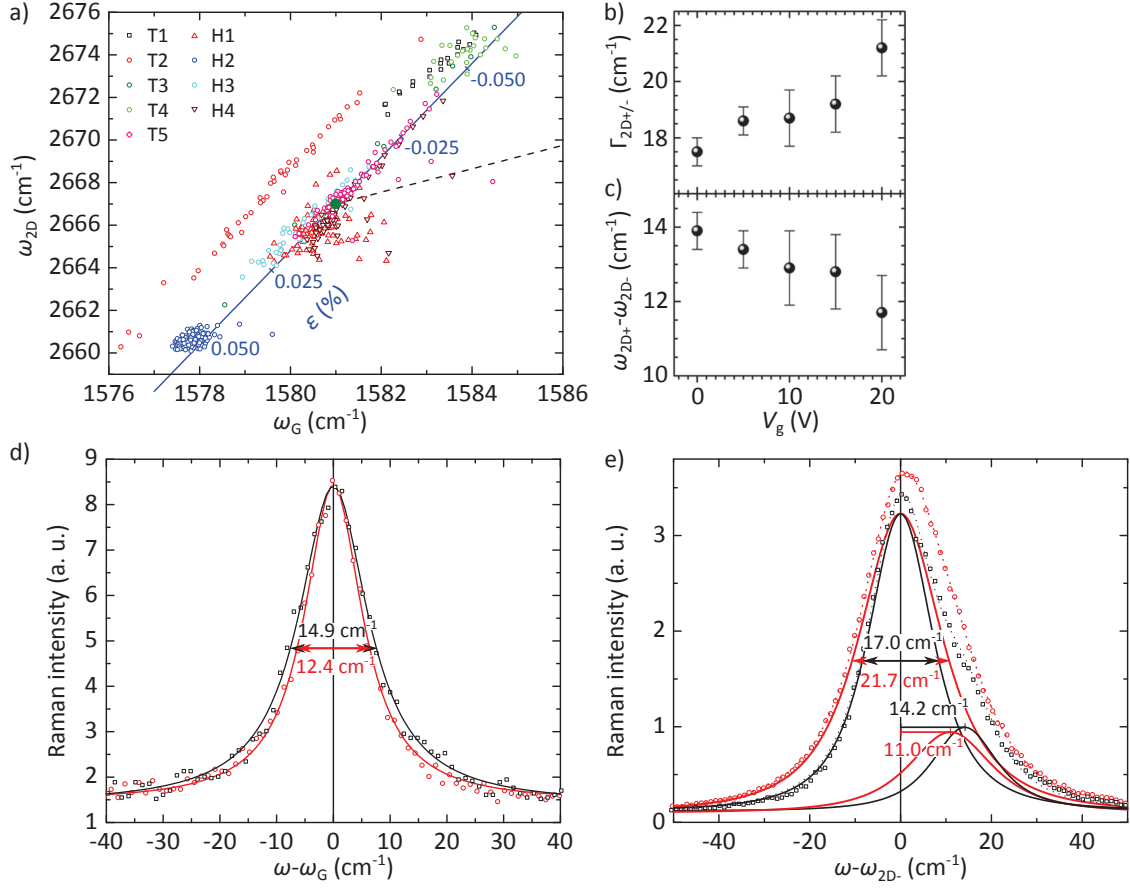 a)
T1 H1
T2 H2
T3 H3
T4 H4
T5
2674
2672
2670
2668
2666
2664
2662
2660
ω2D (cm-1)
-0.050
-0.025
0.025
0.050
ε (%)
1576 1578 1580 1582 1584 1586
ωG (cm-1)
b)
22
20
18
Γ2D+/- (cm-1)
c)
14
12
10
ω2D+-ω2D- (cm-1)
0 5 10 15 20
Vg (V)
d)
9
8
7
6
5
4
3
2
1
Raman intensity (a. u.)
14.9 cm-1
12.4 cm-1
-40 -30 -20 -10 0 10 20 30 40
ω-ωG (cm-1)
e)
3
2
1
0
Raman intensity (a. u.)
17.0 cm-1
21.7 cm-1
14.2 cm-1
11.0 cm-1
-40 -20 0 20 40
ω-ω2D- (cm-1)